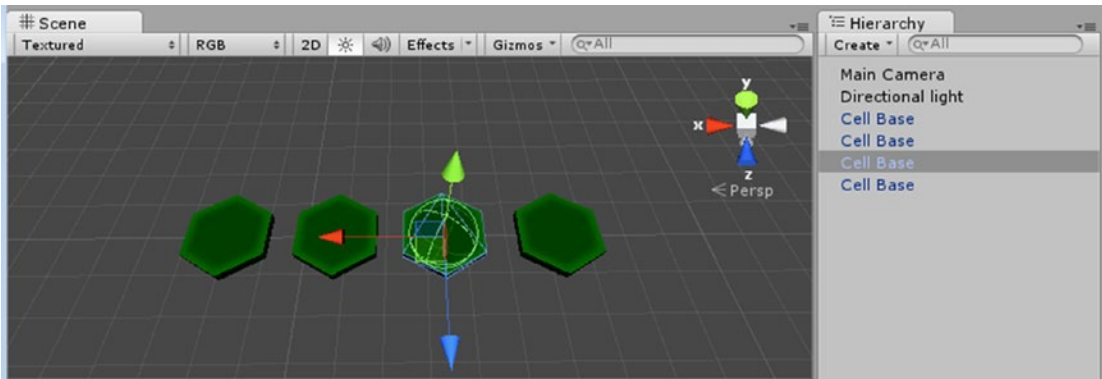 Scene
Textured RGB 2D Effects Gizmos All
y
x
z
Persp
Hierarchy
Create All
Main Camera
Directional light
Cell Base
Cell Base
Cell Base
Cell Base